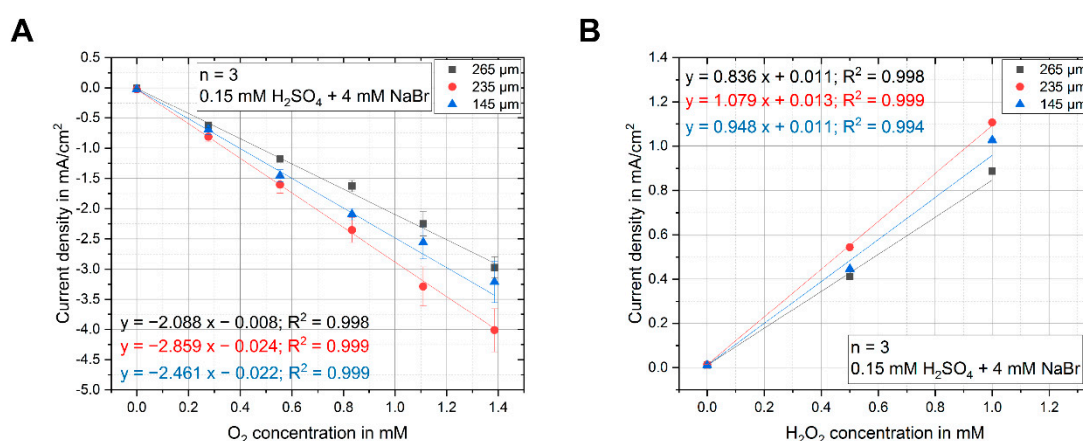 A
0.5
0.0
-0.5
-1.0
-1.5
-2.0
-2.5
-3.0
-3.5
-4.0
-4.5
-5.0
Current density in mA/cm²
n = 3
0.15 mM H₂SO₄ + 4 mM NaBr
265 µm
235 µm
145 µm
y = −2.088 x − 0.008; R² = 0.998
y = −2.859 x − 0.024; R² = 0.999
y = −2.461 x − 0.022; R² = 0.999
0.0 0.2 0.4 0.6 0.8 1.0 1.2 1.4
O₂ concentration in mM
B
1.4
1.2
1.0
0.8
0.6
0.4
0.2
0.0
Current density in mA/cm²
y = 0.836 x + 0.011; R² = 0.998
y = 1.079 x + 0.013; R² = 0.999
y = 0.948 x + 0.011; R² = 0.994
265 µm
235 µm
145 µm
n = 3
0.15 mM H₂SO₄ + 4 mM NaBr
0.0 0.2 0.4 0.6 0.8 1.0 1.2
H₂O₂ concentration in mM